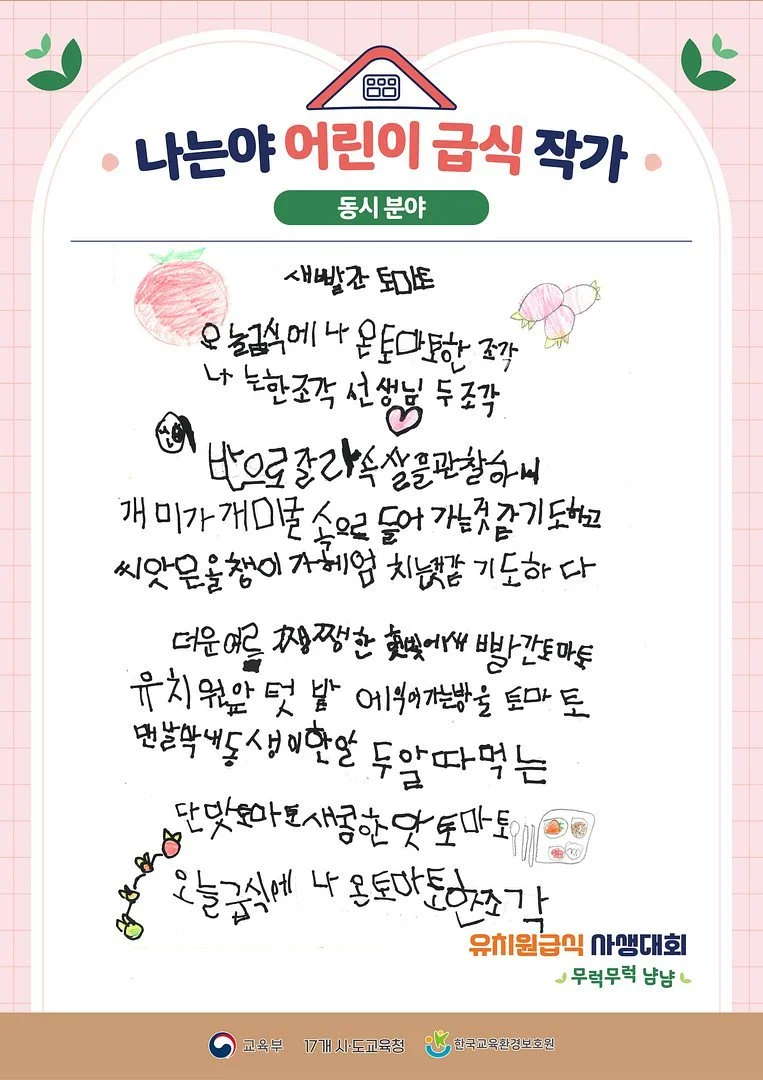 나는야 어린이 급식 작가
동시 분야
새빨간 토마토
오늘급식에 나 온토마토한 조각
나 는한조각 선생님 두조각
반으로잘라속살을관찰하니
개미가개미굴 속으로 들어 가는것 같기도하고
씨앗은올챙이 가헤엄 치는것같 기도하 다
더운여름 쨍쨍한 햇빛에새 빨간토마토
유치원앞 텃 밭 에익어가는방울 토마 토
맨날막내동생이한알 두알따먹는
단맛토마토새콤한맛토마토
오늘급식에 나 온토마토한조각
유치원급식 사생대회
무럭무럭 냠냠
교육부 17개 시·도교육청 한국교육환경보호원